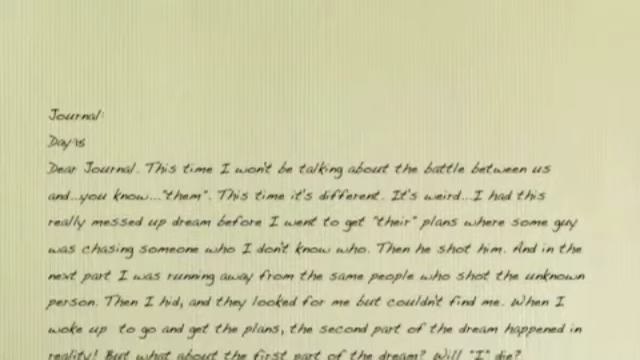 Journal:
Day:15
Dear Journal. This time I won't be talking about the battle between us
and...you know..."them". This time it's different. It's weird...I had this
really messed up dream before I went to get "their" plans where some guy
was chasing someone who I don't know who. Then he shot him. And in the
next part I was running away from the same people who shot the unknown
person. Then I hid, and they looked for me but couldn't find me. When I
woke up to go and get the plans, the second part of the dream happened in
reality! But what about the first part of the dream? Will "I" die?